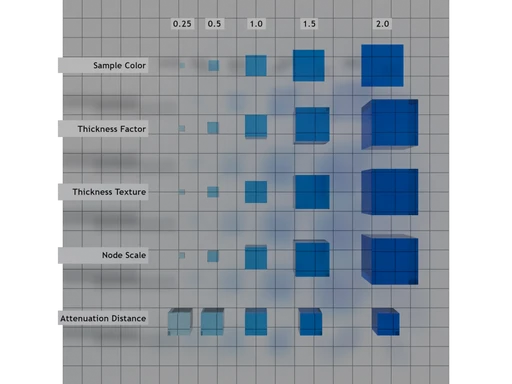 0.25 0.5 1.0 1.5 2.0
Sample Color
Thickness Factor
Thickness Texture
Node Scale
Attenuation Distance